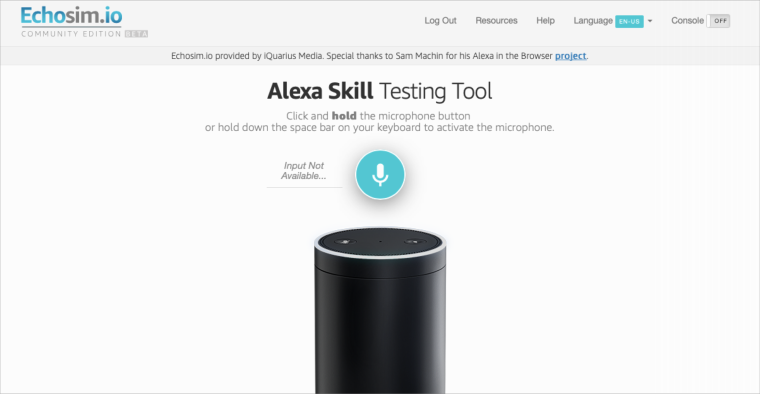 Echosim.io
COMMUNITY EDITION BETA
Log Out Resources Help Language EN-US Console OFF
Echosim.io provided by iQuarius Media. Special thanks to Sam Machin for his Alexa in the Browser project.
Alexa Skill Testing Tool
Click and hold the microphone button
or hold down the space bar on your keyboard to activate the microphone.
Input Not
Available...